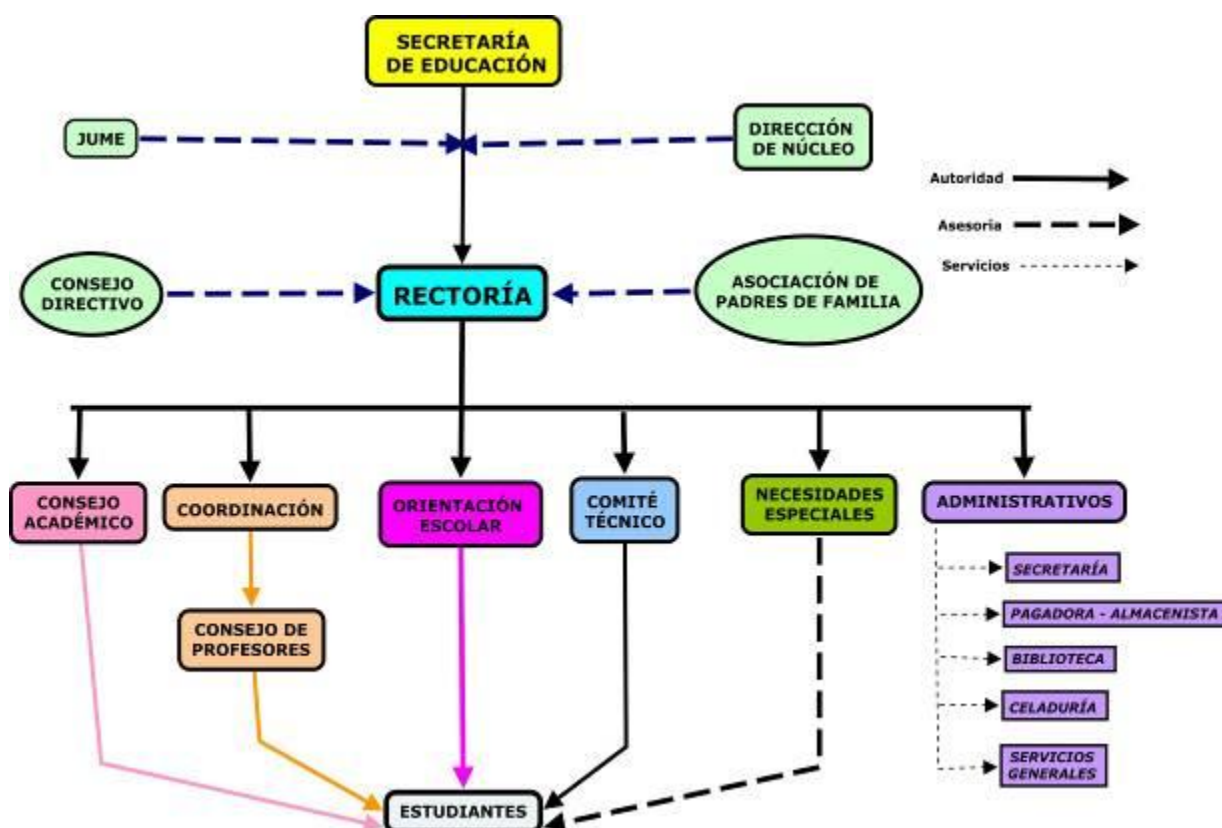 SECRETARÍA
DE EDUCACIÓN
JUME
DIRECCIÓN
DE NÚCLEO
Autoridad
Asesoria
Servicios
CONSEJO
DIRECTIVO
RECTORÍA
ASOCIACIÓN DE
PADRES DE FAMILIA
CONSEJO
ACADÉMICO
COORDINACIÓN
ORIENTACIÓN
ESCOLAR
COMITÉ
TÉCNICO
NECESIDADES
ESPECIALES
ADMINISTRATIVOS
SECRETARÍA
PAGADORA - ALMACENISTA
BIBLIOTECA
CELADURÍA
SERVICIOS
GENERALES
CONSEJO DE
PROFESORES
ESTUDIANTES